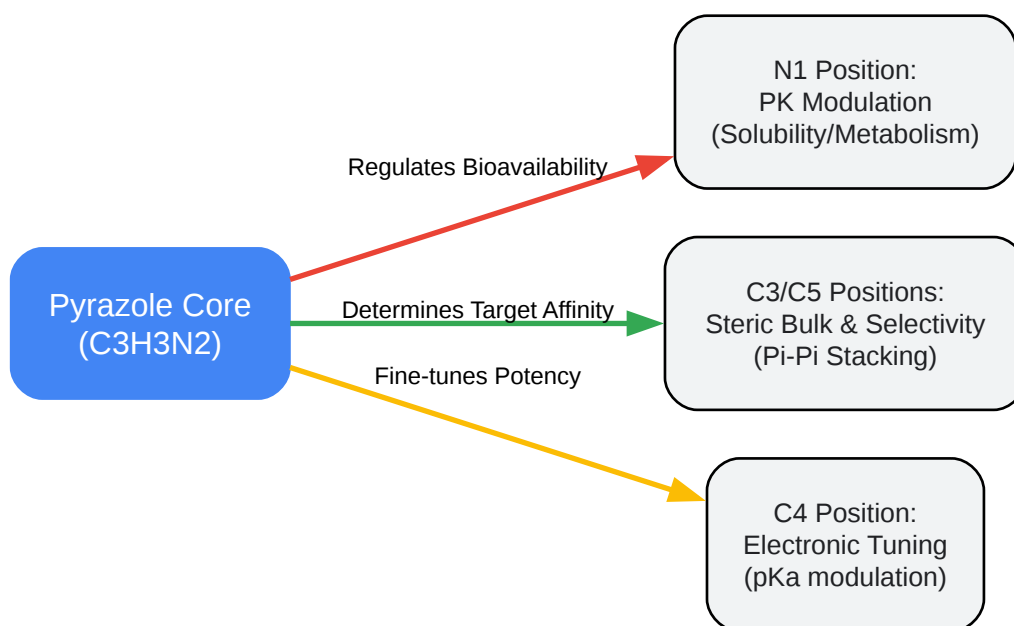 Pyrazole Core
(C3H3N2)
Regulates Bioavailability
Determines Target Affinity
Fine-tunes Potency
N1 Position:
PK Modulation
(Solubility/Metabolism)
C3/C5 Positions:
Steric Bulk & Selectivity
(Pi-Pi Stacking)
C4 Position:
Electronic Tuning
(pKa modulation)